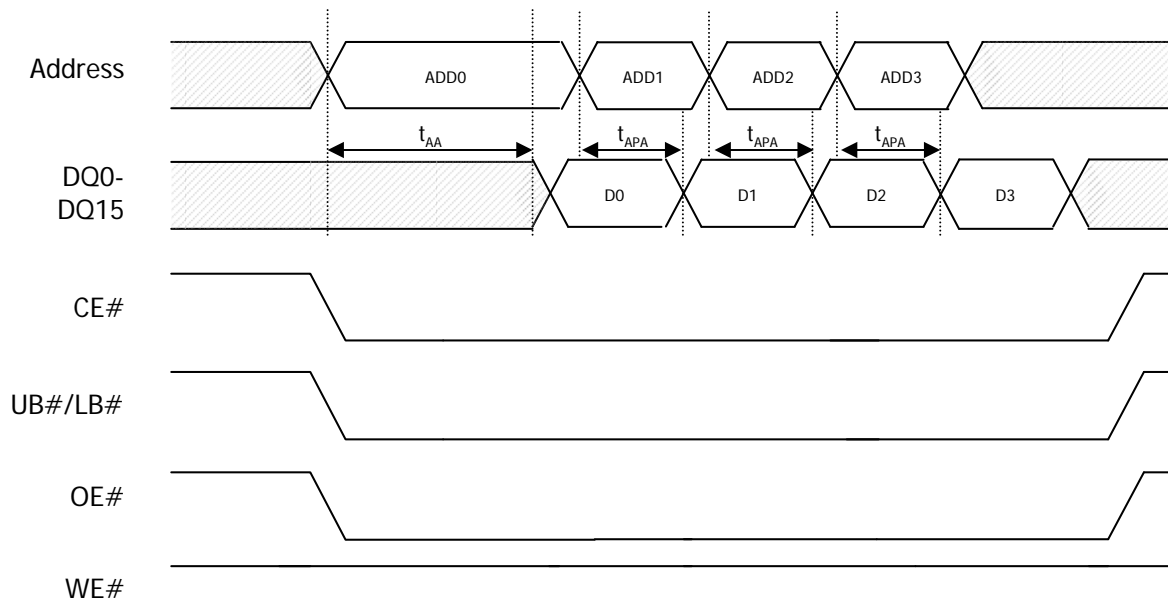 Address
ADD0 ADD1 ADD2 ADD3
tAA tAPA tAPA tAPA
DQ0-
DQ15
D0 D1 D2 D3
CE#
UB#/LB#
OE#
WE#